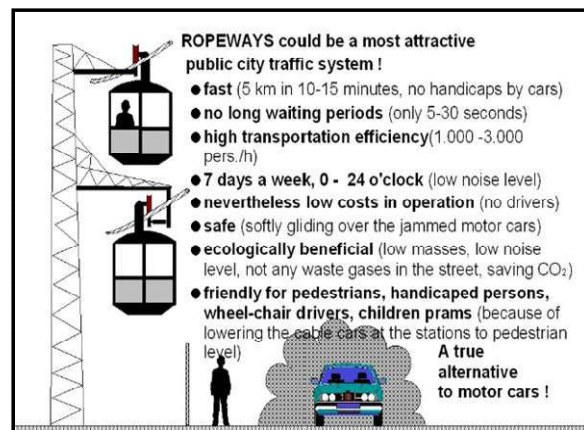 ROPEWAYS could be a most attractive
public city traffic system !
● fast (5 km in 10-15 minutes, no handicaps by cars)
● no long waiting periods (only 5-30 seconds)
● high transportation efficiency(1.000 -3.000
pers./h)
● 7 days a week, 0 - 24 o'clock (low noise level)
● nevertheless low costs in operation (no drivers)
● safe (softly gliding over the jammed motor cars)
● ecologically beneficial (low masses, low noise
level, not any waste gases in the street, saving CO₂)
● friendly for pedestrians, handicaped persons,
wheel-chair drivers, children prams (because of
lowering the cable cars at the stations to pedestrian
level)
A true
alternative
to motor cars !